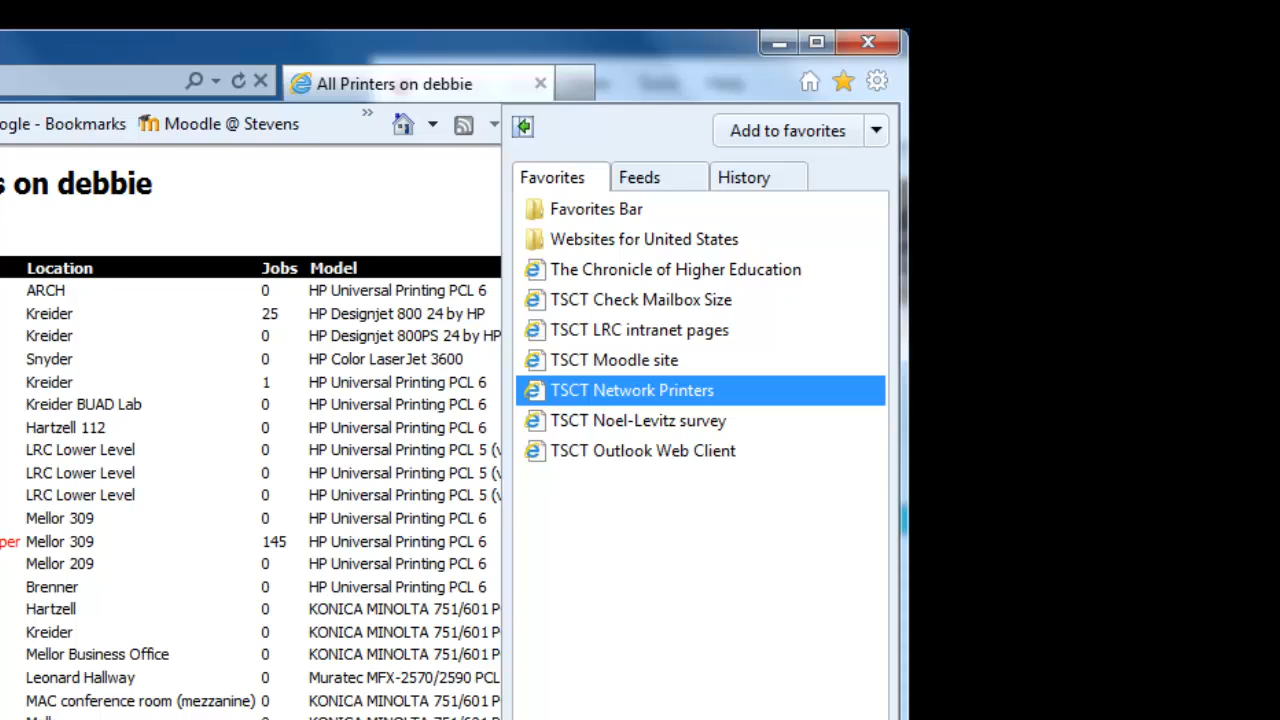 All Printers on debbie
ogle - Bookmarks Moodle @ Stevens »
Add to favorites
s on debbie
Favorites Feeds History
Favorites Bar
Websites for United States
The Chronicle of Higher Education
TSCT Check Mailbox Size
TSCT LRC intranet pages
TSCT Moodle site
TSCT Network Printers
TSCT Noel-Levitz survey
TSCT Outlook Web Client
Location Jobs Model
ARCH 0 HP Universal Printing PCL 6
Kreider 25 HP Designjet 800 24 by HP
Kreider 0 HP Designjet 800PS 24 by HP
Snyder 0 HP Color LaserJet 3600
Kreider 1 HP Universal Printing PCL 6
Kreider BUAD Lab 0 HP Universal Printing PCL 6
Hartzell 112 0 HP Universal Printing PCL 6
LRC Lower Level 0 HP Universal Printing PCL 5 (v
LRC Lower Level 0 HP Universal Printing PCL 5 (v
LRC Lower Level 0 HP Universal Printing PCL 5 (v
Mellor 309 0 HP Universal Printing PCL 6
per Mellor 309 145 HP Universal Printing PCL 6
Mellor 209 0 HP Universal Printing PCL 6
Brenner 0 HP Universal Printing PCL 6
Hartzell 0 KONICA MINOLTA 751/601 P
Kreider 0 KONICA MINOLTA 751/601 P
Mellor Business Office 0 KONICA MINOLTA 751/601 P
Leonard Hallway 0 Muratec MFX-2570/2590 PCL
MAC conference room (mezzanine) 0 KONICA MINOLTA 751/601 P